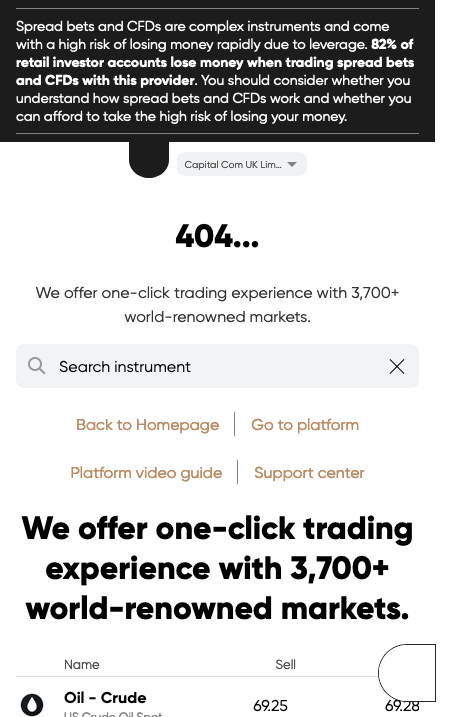 Spread bets and CFDs are complex instruments and come
with a high risk of losing money rapidly due to leverage. 82% of
retail investor accounts lose money when trading spread bets
and CFDs with this provider. You should consider whether you
understand how spread bets and CFDs work and whether you
can afford to take the high risk of losing your money.
Capital Com UK Lim...
404...
We offer one-click trading experience with 3,700+
world-renowned markets.
Search instrument
Back to Homepage
Go to platform
Platform video guide
Support center
We offer one-click trading
experience with 3,700+
world-renowned markets.
Name Sell
Oil - Crude 69.25 69.28
US Crude Oil Spot